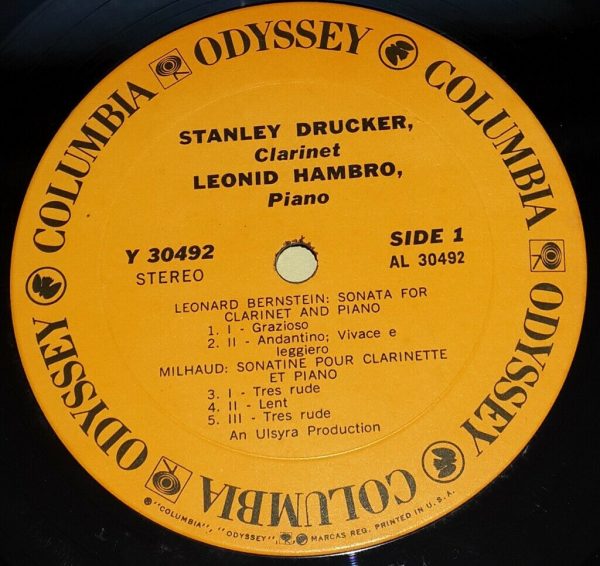 COLUMBIA ODYSSEY COLUMBIA ODYSSEY COLUMBIA ODYSSEY
STANLEY DRUCKER,
Clarinet
LEONID HAMBRO,
Piano
Y 30492
STEREO
SIDE 1
AL 30492
LEONARD BERNSTEIN: SONATA FOR
CLARINET AND PIANO
1. I - Grazioso
2. II - Andantino; Vivace e
leggiero
MILHAUD: SONATINE POUR CLARINETTE
ET PIANO
3. I - Tres rude
4. II - Lent
5. III - Tres rude
An Ulsyra Production
"COLUMBIA", "ODYSSEY," MARCAS REG. PRINTED IN U.S.A.